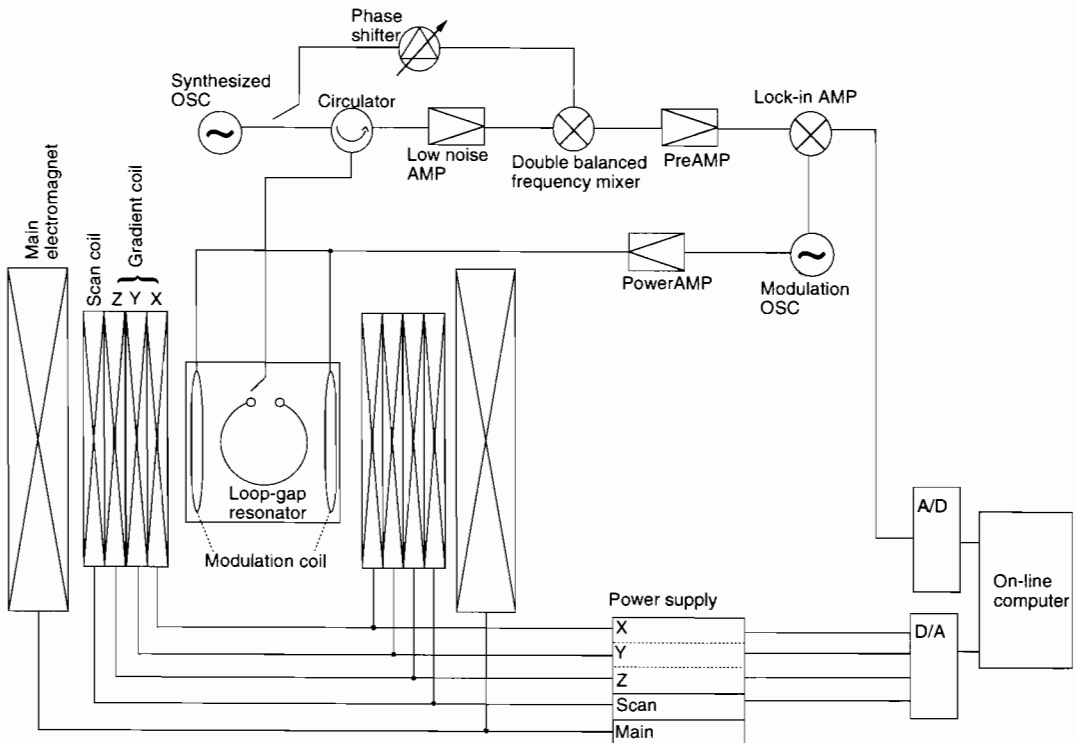 Phase
shifter
Synthesized
OSC
Circulator
Lock-in AMP
Low noise
AMP
Double balanced
frequency mixer
PreAMP
Main
electromagnet
Scan coil
Gradient coil
Z Y X
PowerAMP
Modulation
OSC
Loop-gap
resonator
Modulation coil
A/D
On-line
computer
Power supply
X
Y
Z
Scan
Main
D/A